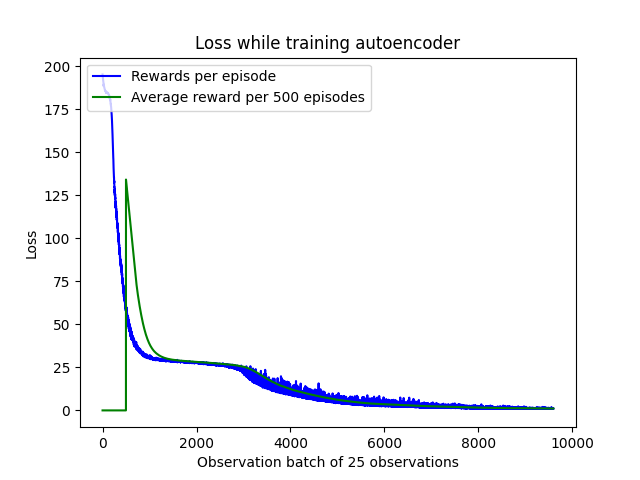 Loss while training autoencoder
Rewards per episode
Average reward per 500 episodes
200
175
150
125
100
75
50
25
0
Loss
0 2000 4000 6000 8000 10000
Observation batch of 25 observations